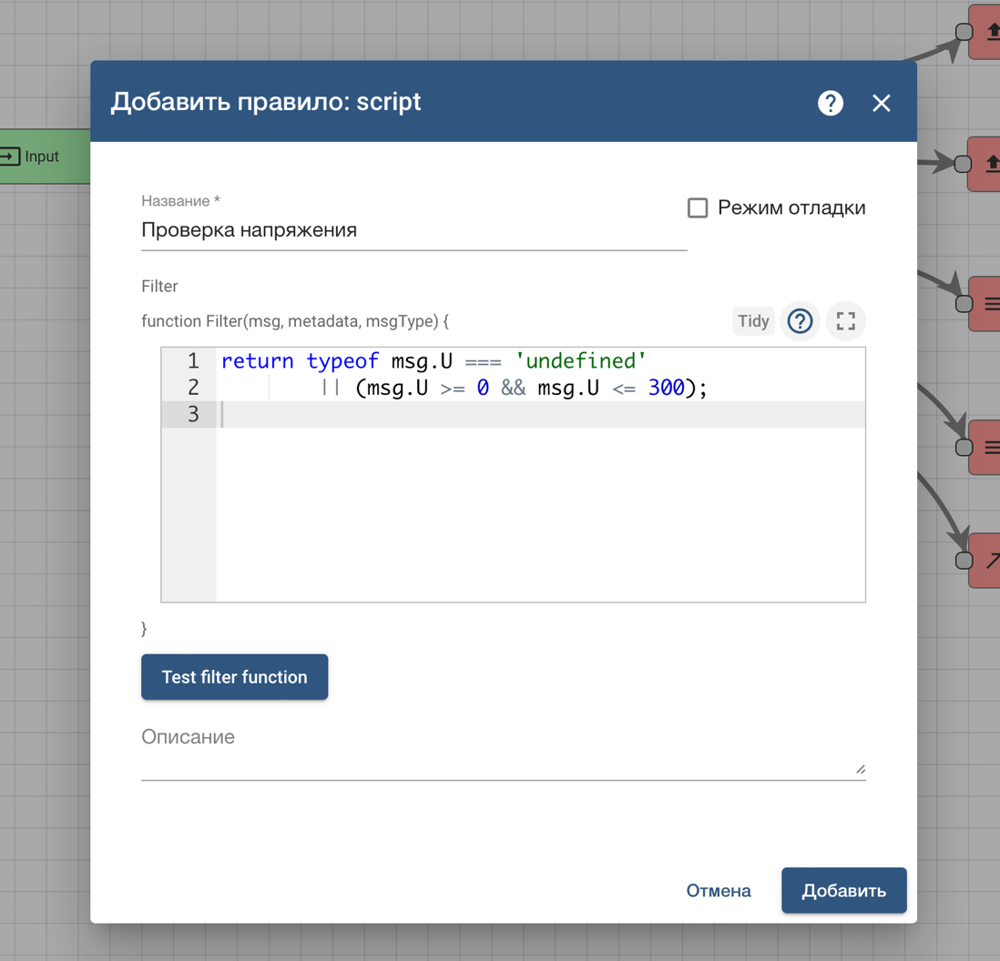 Добавить правило: script
Input
Название *
Проверка напряжения
Режим отладки
Filter
function Filter(msg, metadata, msgType) {
Tidy
1 return typeof msg.U === 'undefined'
2 || (msg.U >= 0 && msg.U <= 300);
3
}
Test filter function
Описание
Отмена
Добавить